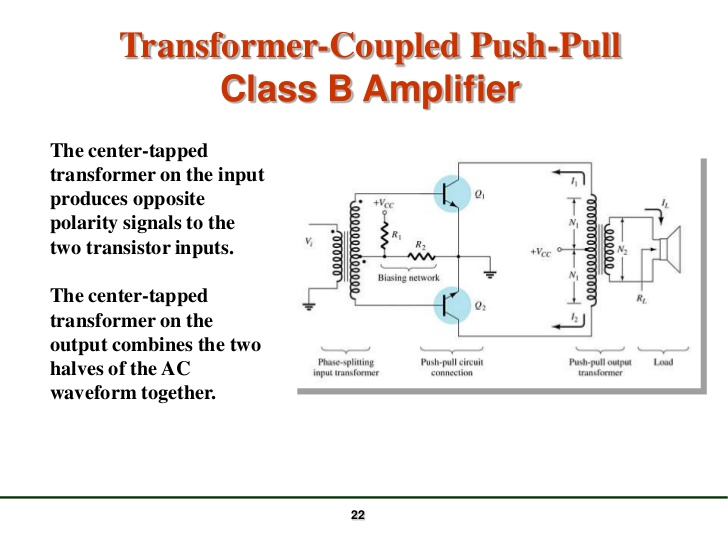 Transformer-Coupled Push-Pull
Class B Amplifier
The center-tapped
transformer on the input
produces opposite
polarity signals to the
two transistor inputs.
The center-tapped
transformer on the
output combines the two
halves of the AC
waveform together.
Q1
I1
+VCC
N1
IL
R1
Vi
R2
+VCC
N2
Biasing network
N1
RL
Q2
I2
Phase-splitting
input transformer
Push-pull circuit
connection
Push-pull output
transformer
Load
22